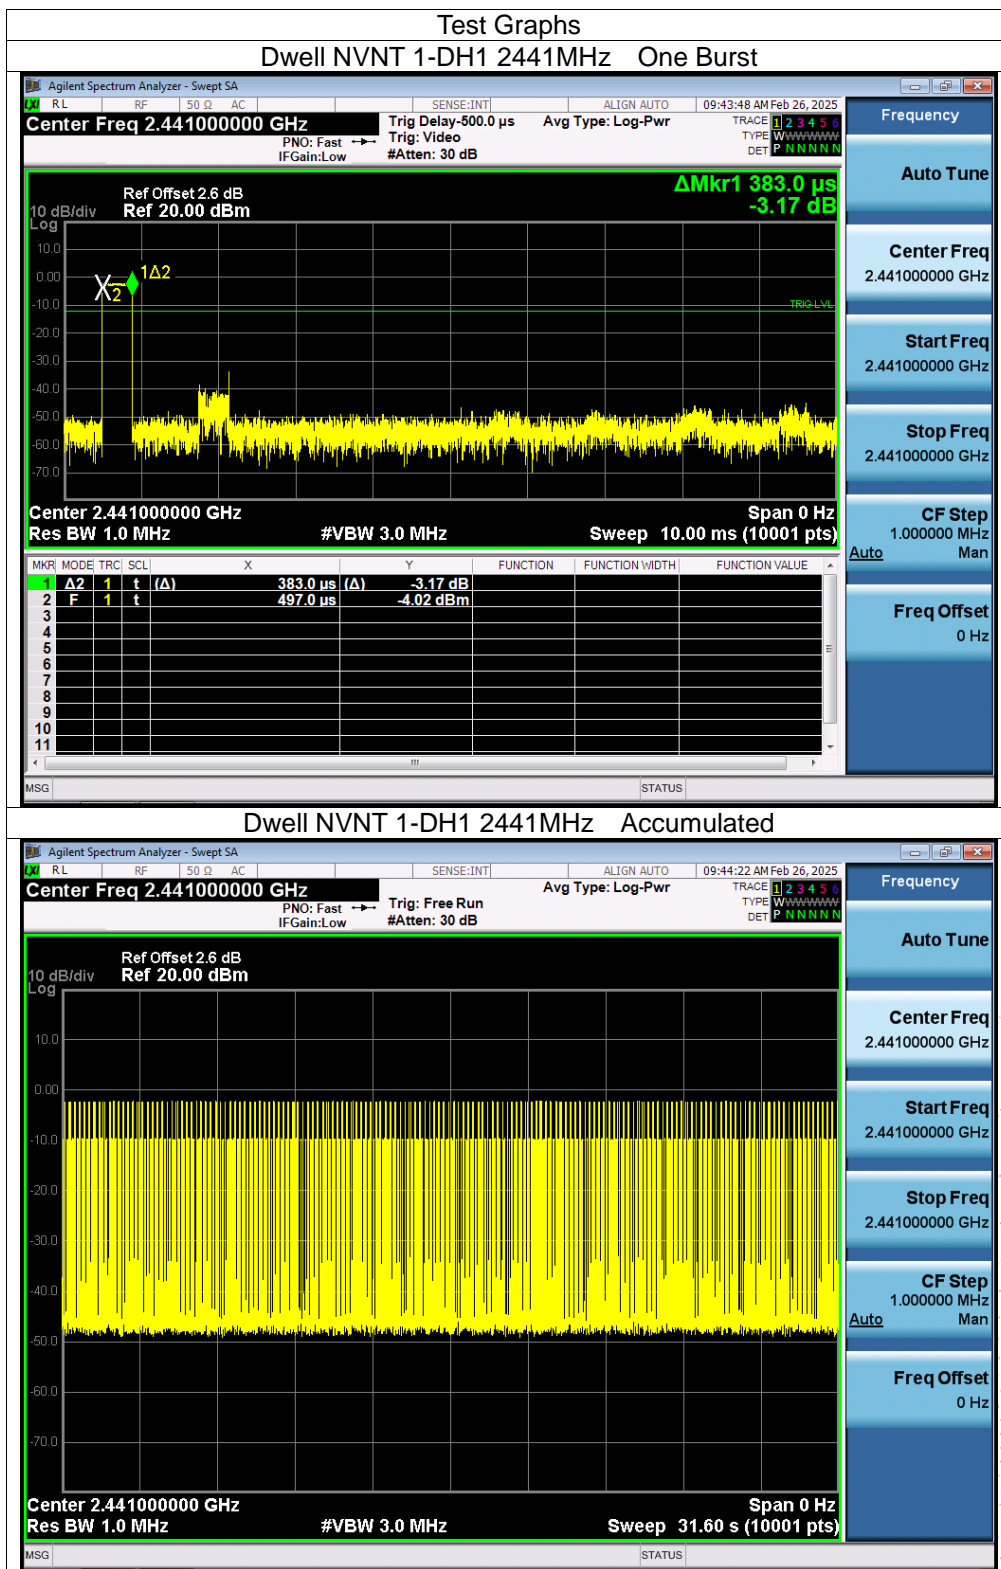 Test Graphs
Dwell NVNT 1-DH1 2441MHz One Burst
Agilent Spectrum Analyzer - Swept SA
LXI RL RF 50 Ω AC SENSE:INT ALIGN AUTO 09:43:48 AM Feb 26, 2025
Center Freq 2.441000000 GHz
PNO: Fast
IFGain:Low
Trig Delay-500.0 µs
Trig: Video
#Atten: 30 dB
Avg Type: Log-Pwr
TRACE 1 2 3 4 5 6
TYPE WWWWWWW
DET P N N N N N
Frequency
Auto Tune
Center Freq
2.441000000 GHz
Start Freq
2.441000000 GHz
Stop Freq
2.441000000 GHz
CF Step
1.000000 MHz
Auto Man
Freq Offset
0 Hz
ΔMkr1 383.0 µs
-3.17 dB
Ref Offset 2.6 dB
10 dB/div Ref 20.00 dBm
Log
10.0
0.00
-10.0
-20.0
-30.0
-40.0
-50.0
-60.0
-70.0
1Δ2
2
TRIG LVL
Center 2.441000000 GHz Span 0 Hz
Res BW 1.0 MHz #VBW 3.0 MHz Sweep 10.00 ms (10001 pts)
MKR MODE TRC SCL X Y FUNCTION FUNCTION WIDTH FUNCTION VALUE
1 Δ2 1 t (Δ) 383.0 µs (Δ) -3.17 dB
2 F 1 t 497.0 µs -4.02 dBm
3
4
5
6
7
8
9
10
11
MSG STATUS
Dwell NVNT 1-DH1 2441MHz Accumulated
Agilent Spectrum Analyzer - Swept SA
LXI RL RF 50 Ω AC SENSE:INT ALIGN AUTO 09:44:22 AM Feb 26, 2025
Center Freq 2.441000000 GHz
PNO: Fast
IFGain:Low
Trig: Free Run
#Atten: 30 dB
Avg Type: Log-Pwr
TRACE 1 2 3 4 5 6
TYPE WWWWWWW
DET P N N N N N
Frequency
Auto Tune
Center Freq
2.441000000 GHz
Start Freq
2.441000000 GHz
Stop Freq
2.441000000 GHz
CF Step
1.000000 MHz
Auto Man
Freq Offset
0 Hz
Ref Offset 2.6 dB
10 dB/div Ref 20.00 dBm
Log
10.0
0.00
-10.0
-20.0
-30.0
-40.0
-50.0
-60.0
-70.0
Center 2.441000000 GHz Span 0 Hz
Res BW 1.0 MHz #VBW 3.0 MHz Sweep 31.60 s (10001 pts)
MSG STATUS